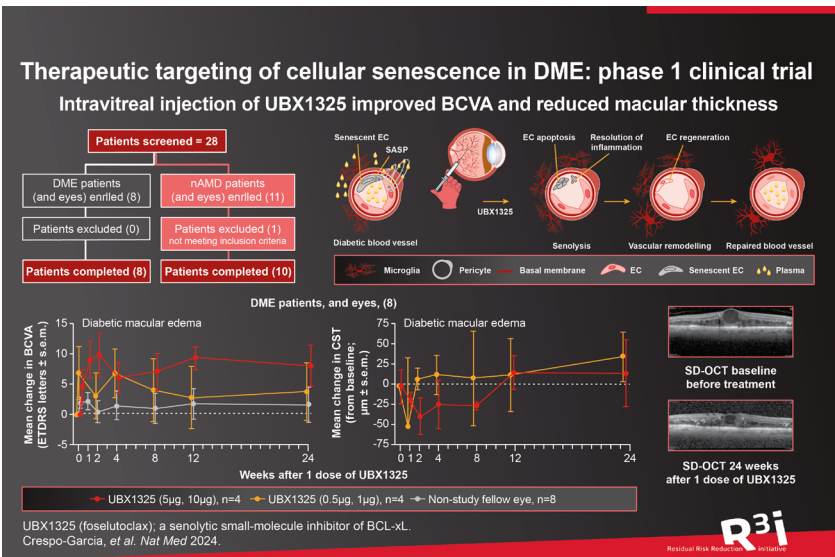 Therapeutic targeting of cellular senescence in DME: phase 1 clinical trial
Intravitreal injection of UBX1325 improved BCVA and reduced macular thickness
Patients screened = 28
DME patients
(and eyes) enrlled (8)
nAMD patients
(and eyes) enrlled (11)
Patients excluded (0)
Patients excluded (1)
not meeting inclusion criteria
Patients completed (8)
Patients completed (10)
Senescent EC
SASP
UBX1325
EC apoptosis
Resolution of
inflammation
EC regeneration
Diabetic blood vessel
Senolysis
Vascular remodelling
Repaired blood vessel
Microglia
Pericyte
Basal membrane
EC
Senescent EC
Plasma
DME patients, and eyes, (8)
Mean change in BCVA
(ETDRS letters ± s.e.m.)
15
10
5
0
-5
Diabetic macular edema
0 1 2 4 8 12 24
Mean change in CST
(from baseline;
µm ± s.e.m.)
-75
-50
-25
0
-25
-50
-75
Diabetic macular edema
0 1 2 4 8 12 24
Weeks after 1 dose of UBX1325
UBX1325 (5µg, 10µg), n=4
UBX1325 (0.5µg, 1µg), n=4
Non-study fellow eye, n=8
SD-OCT baseline
before treatment
SD-OCT 24 weeks
after 1 dose of UBX1325
UBX1325 (foselutoclax); a senolytic small-molecule inhibitor of BCL-xL.
Crespo-Garcia, et al. Nat Med 2024.
R3i
Residual Risk Reduction initiative